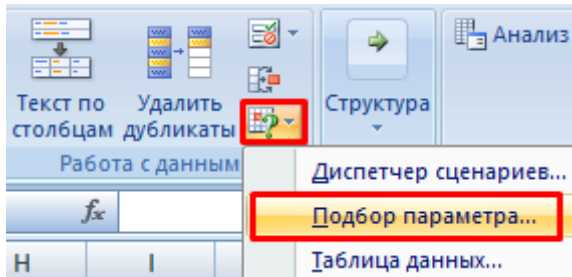 Текст по столбцам
Удалить дубликаты
Структура
Анализ
Работа с данным
Диспетчер сценариев...
fx
Подбор параметра...
H I
Таблица данных...